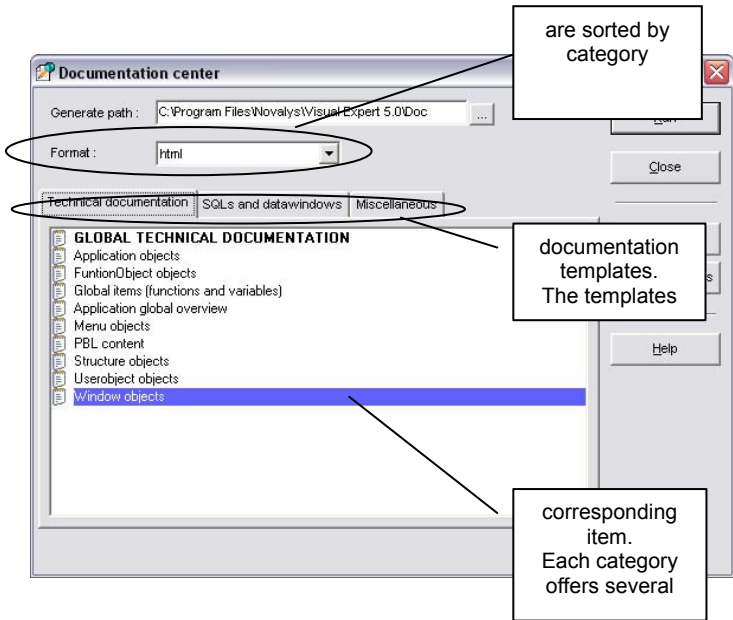 are sorted by
category
Documentation center
Generate path :
C:\Program Files\Novalys\Visual Expert 5.0\Doc
...
Format :
html
Close
Technical documentation
SQLs and datawindows
Miscellaneous
GLOBAL TECHNICAL DOCUMENTATION
Application objects
FuntionObject objects
Global items (functions and variables)
Application global overview
Menu objects
PBL content
Structure objects
Userobject objects
Window objects
documentation
templates.
The templates
s
Help
corresponding
item.
Each category
offers several